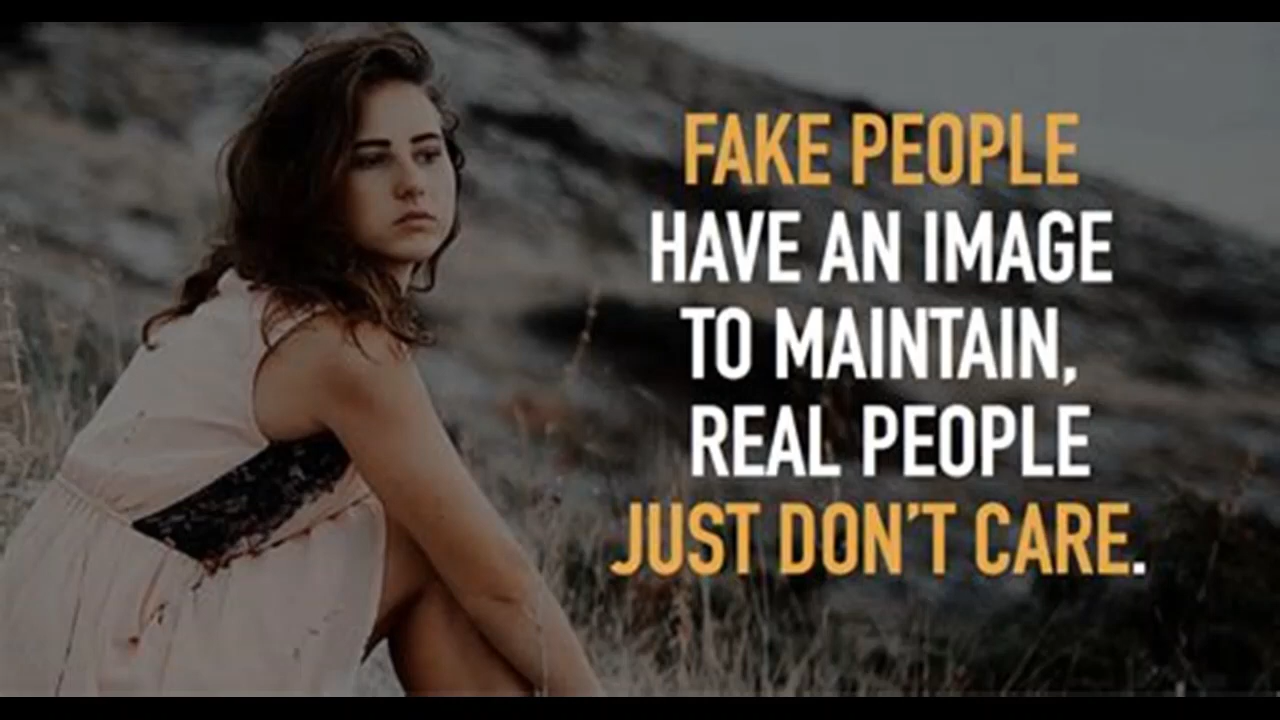 FAKE PEOPLE
HAVE AN IMAGE
TO MAINTAIN,
REAL PEOPLE
JUST DON'T CARE.